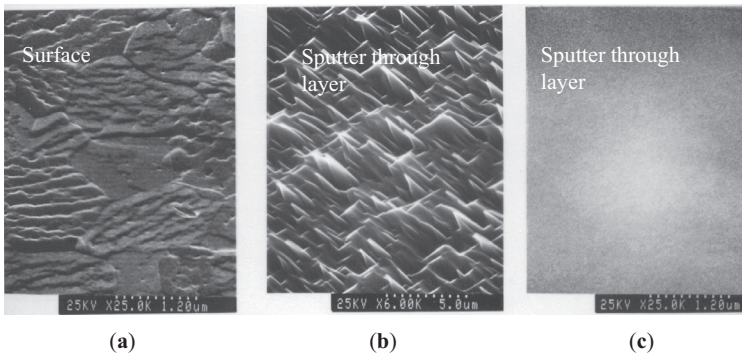 Surface
Sputter through
layer
Sputter through
layer
25KV X25.0K 1.20um
25KV X6.00K 5.0um
25KV X25.0K 1.20um
(a)
(b)
(c)